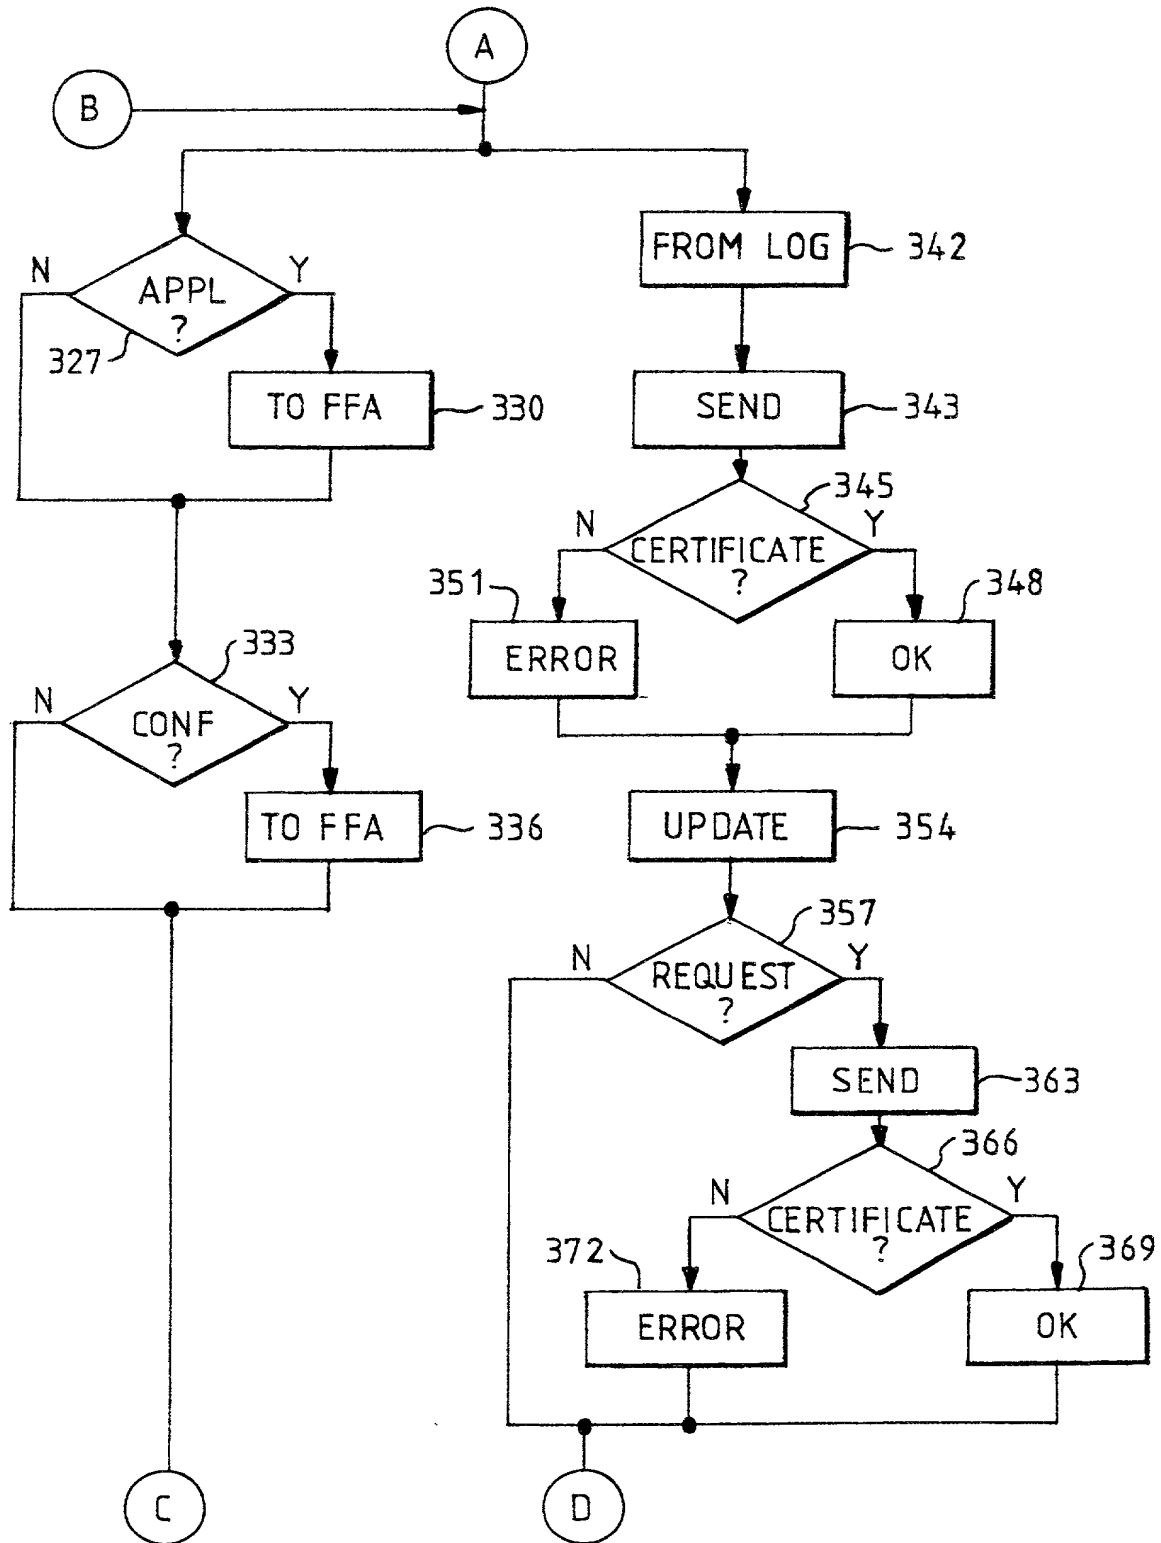 A
B
FROM LOG
342
N
Y
APPL
?
327
TO FFA
330
SEND
343
345
N
Y
CERTIFICATE
?
351
348
ERROR
OK
333
N
Y
CONF
?
TO FFA
336
UPDATE
354
357
N
Y
REQUEST
?
SEND
363
366
N
Y
CERTIFICATE
?
372
369
ERROR
OK
C
D